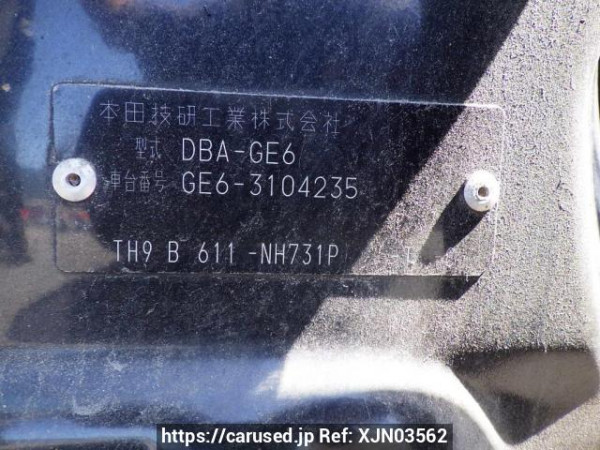 本田技研工業株式会社
型式 DBA-GE6
車台番号 GE6-3104235
TH9 B 611 -NH731P
https://carused.jp Ref: XJN03562